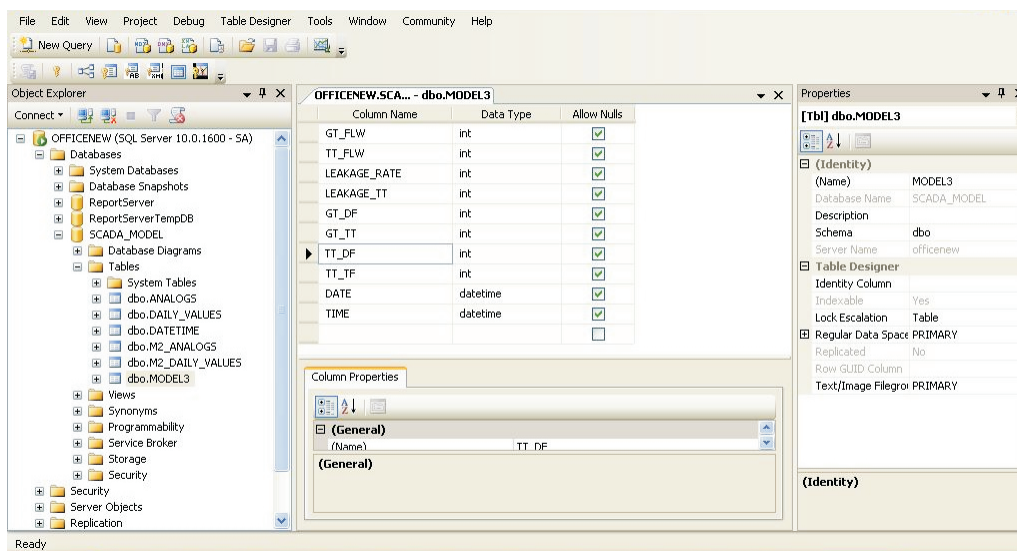 File Edit View Project Debug Table Designer Tools Window Community Help
New Query
Object Explorer
Connect
OFFICENEW (SQL Server 10.0.1600 - SA)
Databases
System Databases
Database Snapshots
ReportServer
ReportServerTempDB
SCADA_MODEL
Database Diagrams
Tables
System Tables
dbo.ANALOGS
dbo.DAILY_VALUES
dbo.DATETIME
dbo.M2_ANALOGS
dbo.M2_DAILY_VALUES
dbo.MODEL3
Views
Synonyms
Programmability
Service Broker
Storage
Security
Security
Server Objects
Replication
OFFICENEW.SCA... - dbo.MODEL3
Column Name Data Type Allow Nulls
GT_FLW int
TT_FLW int
LEAKAGE_RATE int
LEAKAGE_TT int
GT_DF int
GT_TT int
TT_DF int
TT_TF int
DATE datetime
TIME datetime
Column Properties
(General)
(Name) TT_DF
(General)
Properties
[Tbl] dbo.MODEL3
(Identity)
(Name) MODEL3
Database Name SCADA_MODEL
Description
Schema dbo
Server Name officenew
Table Designer
Identity Column
Indexable Yes
Lock Escalation Table
Regular Data Space PRIMARY
Replicated No
Row GUID Column
Text/Image Filegrou PRIMARY
(Identity)
Ready